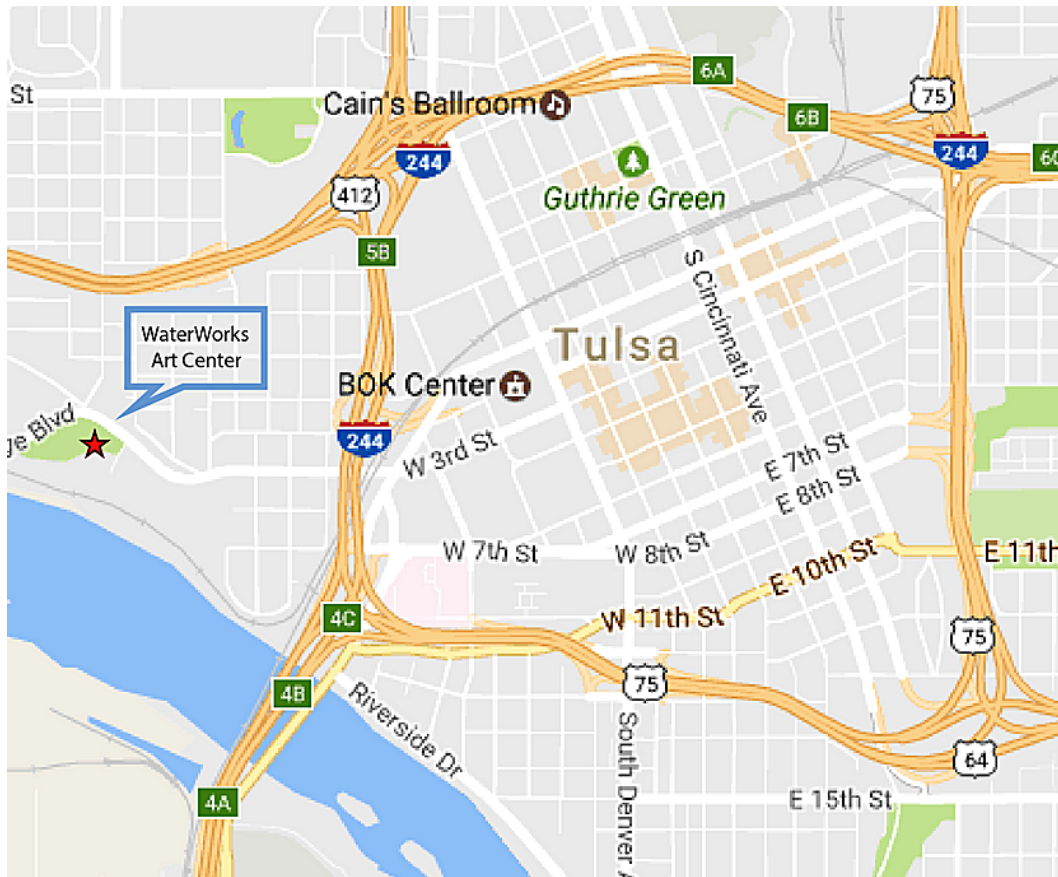 6A
75
St
Cain's Ballroom
6B
244
244
60
412
Guthrie Green
5B
S Cincinnati Ave
WaterWorks
Art Center
Tulsa
BOK Center
ge Blvd
244
W 3rd St
E 7th St
E 8th St
W 7th St
W 8th St
E 10th St
E 11th
4C
W 11th St
75
75
4B
Riverside Dr
South Denver A
64
4A
E 15th St